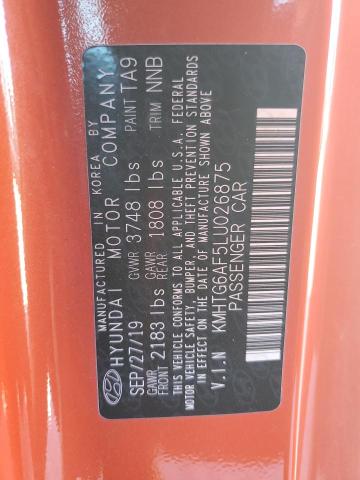 MADE IN KOREA BY
HYUNDAI MOTOR COMPANY
SEP/27/19 GVWR 3748 lbs PAINT TA9
GAWR FRONT 2183 lbs GAWR REAR 1808 lbs TRIM NNB
THIS VEHICLE CONFORMS TO ALL APPLICABLE U.S.A. FEDERAL
MOTOR VEHICLE SAFETY, BUMPER, AND THEFT PREVENTION STANDARDS
IN EFFECT ON THE DATE OF MANUFACTURE SHOWN ABOVE
V.I.N KMHTG6AF5LU026875
PASSENGER CAR